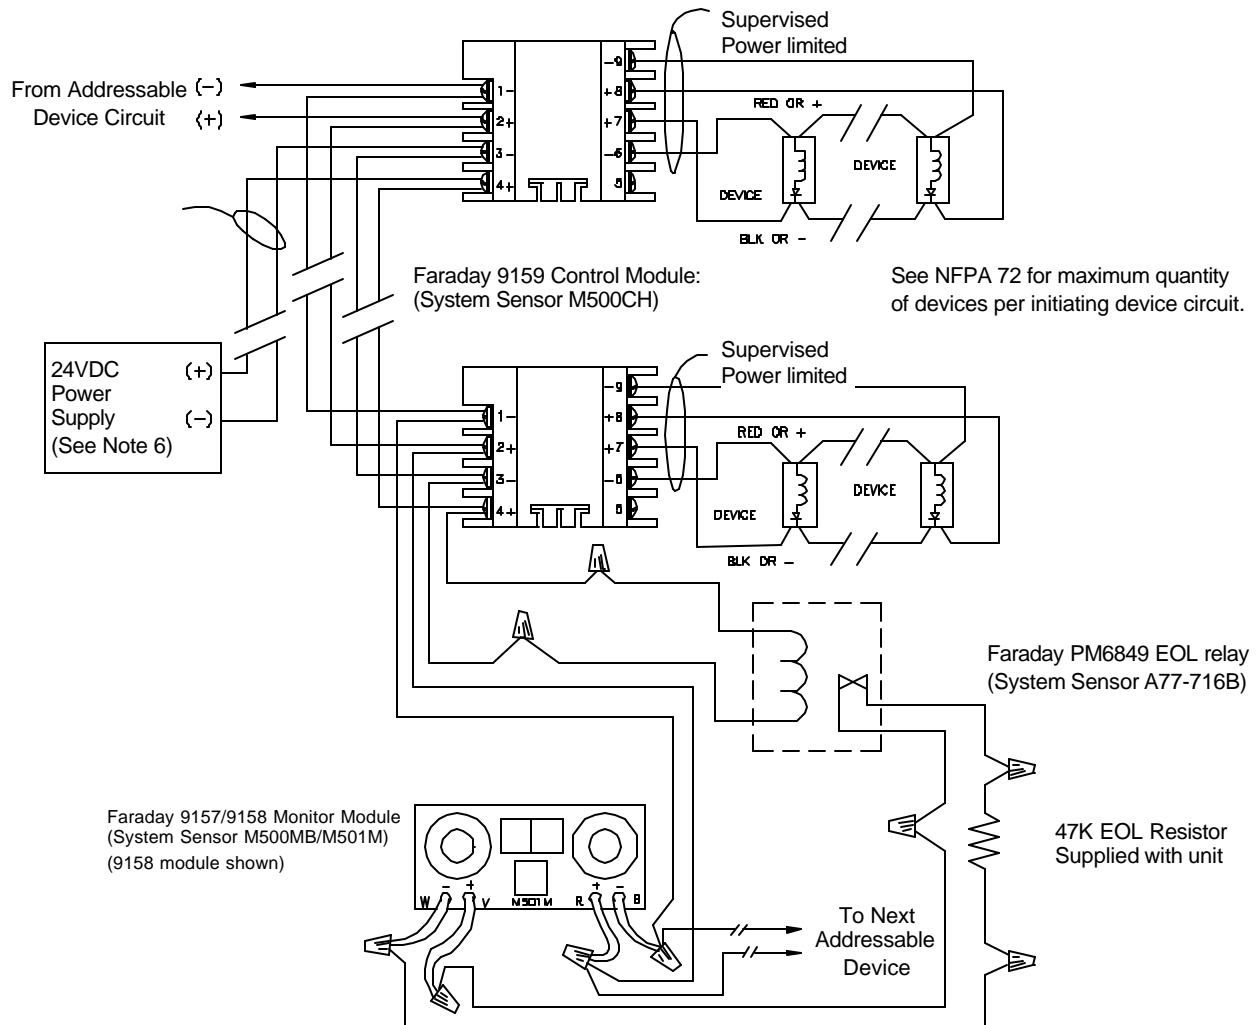 Supervised
Power limited
From Addressable (-)
Device Circuit (+)
1-
2+
3-
4+
-9
+8
+7
-6
5
RED OR +
DEVICE
DEVICE
BLK OR -
Faraday 9159 Control Module:
(System Sensor M500CH)
See NFPA 72 for maximum quantity
of devices per initiating device circuit.
24VDC (+)
Power
Supply (-)
(See Note 6)
Supervised
Power limited
1-
2+
3-
4+
-9
+8
+7
RED OR +
DEVICE
DEVICE
BLK OR -
Faraday PM6849 EOL relay
(System Sensor A77-716B)
Faraday 9157/9158 Monitor Module
(System Sensor M500MB/M501M)
(9158 module shown)
- + + -
W V M501M R B
47K EOL Resistor
Supplied with unit
To Next
Addressable
Device